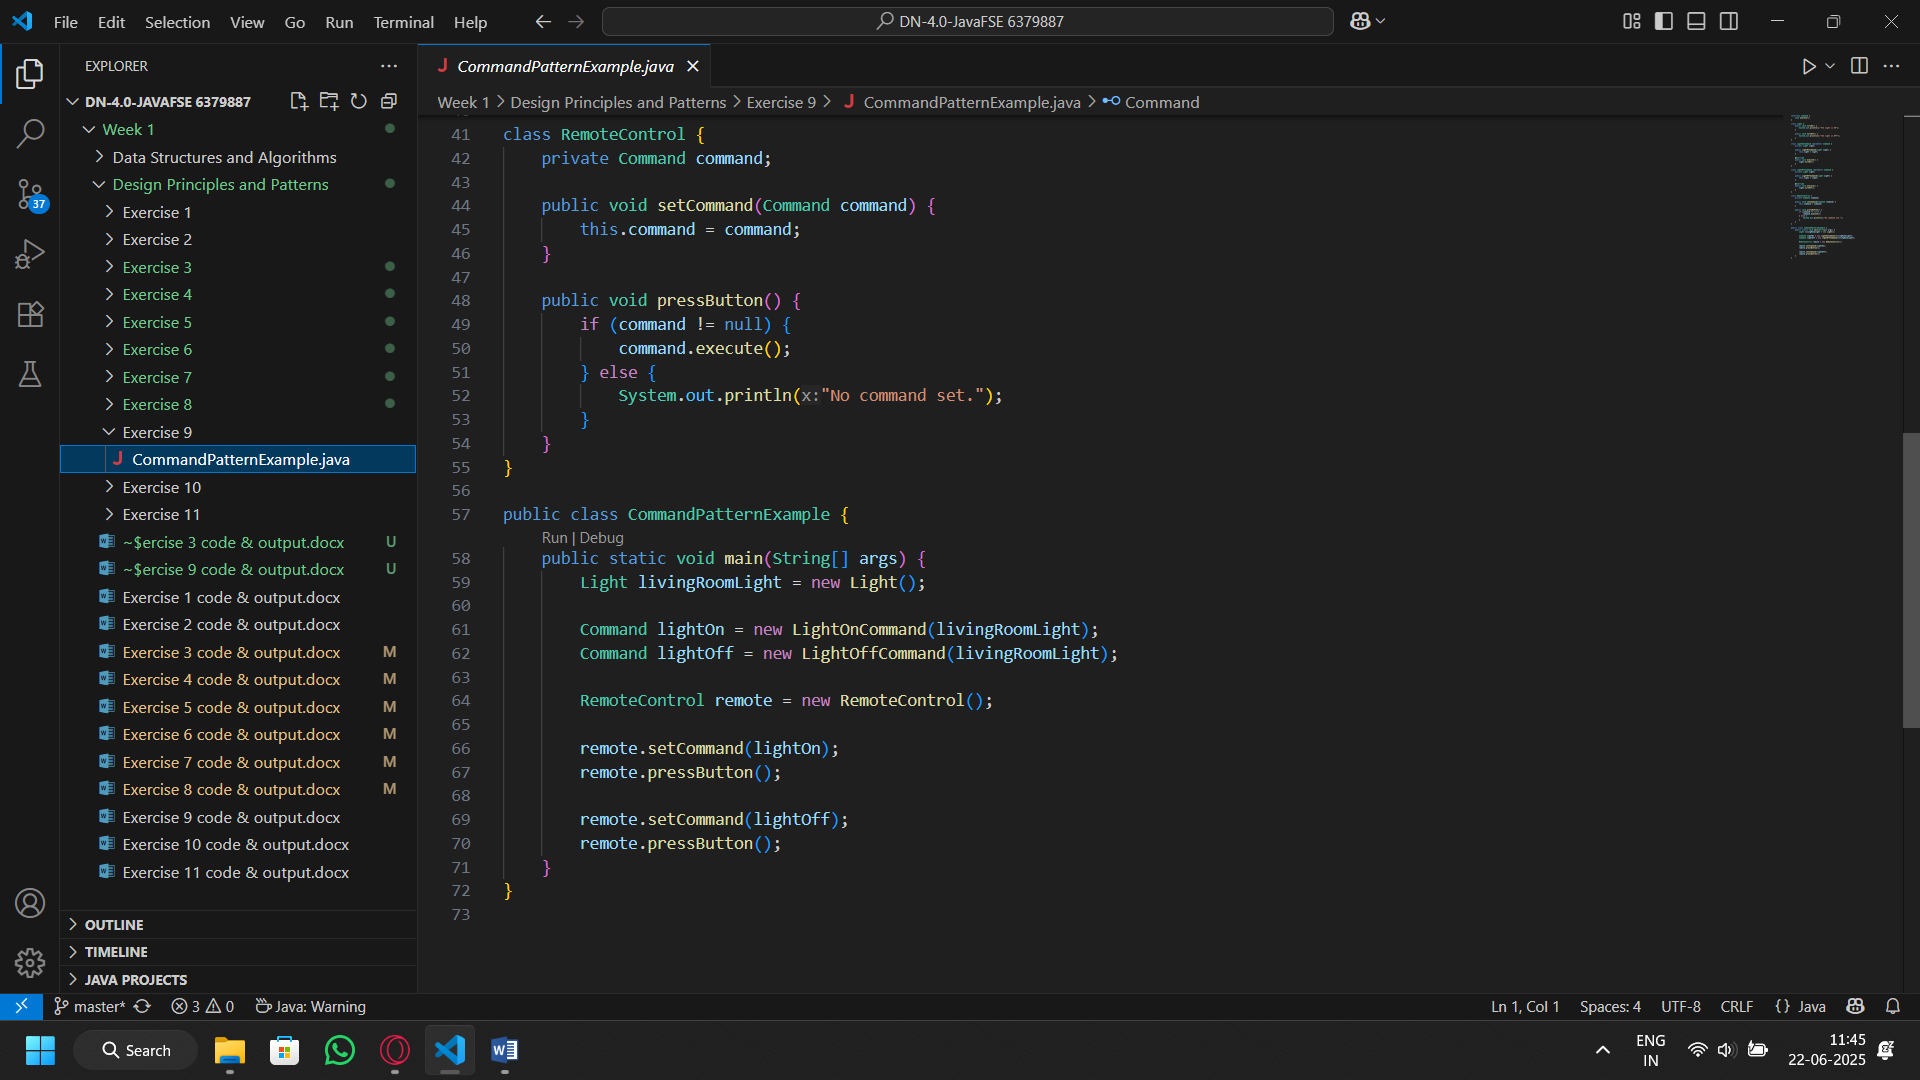 File Edit Selection View Go Run Terminal Help
DN-4.0-JavaFSE 6379887
EXPLORER
DN-4.0-JAVAFSE 6379887
Week 1
Data Structures and Algorithms
Design Principles and Patterns
Exercise 1
Exercise 2
Exercise 3
Exercise 4
Exercise 5
Exercise 6
Exercise 7
Exercise 8
Exercise 9
J CommandPatternExample.java
Exercise 10
Exercise 11
~$ercise 3 code & output.docx U
~$ercise 9 code & output.docx U
Exercise 1 code & output.docx
Exercise 2 code & output.docx
Exercise 3 code & output.docx M
Exercise 4 code & output.docx M
Exercise 5 code & output.docx M
Exercise 6 code & output.docx M
Exercise 7 code & output.docx M
Exercise 8 code & output.docx M
Exercise 9 code & output.docx
Exercise 10 code & output.docx
Exercise 11 code & output.docx
OUTLINE
TIMELINE
JAVA PROJECTS
37
J CommandPatternExample.java
Week 1 > Design Principles and Patterns > Exercise 9 > J CommandPatternExample.java > Command
41 class RemoteControl {
42 private Command command;
43
44 public void setCommand(Command command) {
45 this.command = command;
46 }
47
48 public void pressButton() {
49 if (command != null) {
50 command.execute();
51 } else {
52 System.out.println(x:"No command set.");
53 }
54 }
55 }
56
57 public class CommandPatternExample {
Run | Debug
58 public static void main(String[] args) {
59 Light livingRoomLight = new Light();
60
61 Command lightOn = new LightOnCommand(livingRoomLight);
62 Command lightOff = new LightOffCommand(livingRoomLight);
63
64 RemoteControl remote = new RemoteControl();
65
66 remote.setCommand(lightOn);
67 remote.pressButton();
68
69 remote.setCommand(lightOff);
70 remote.pressButton();
71 }
72 }
73
master* 3 0 Java: Warning
Ln 1, Col 1 Spaces: 4 UTF-8 CRLF {} Java
Search
ENG
IN
11:45
22-06-2025